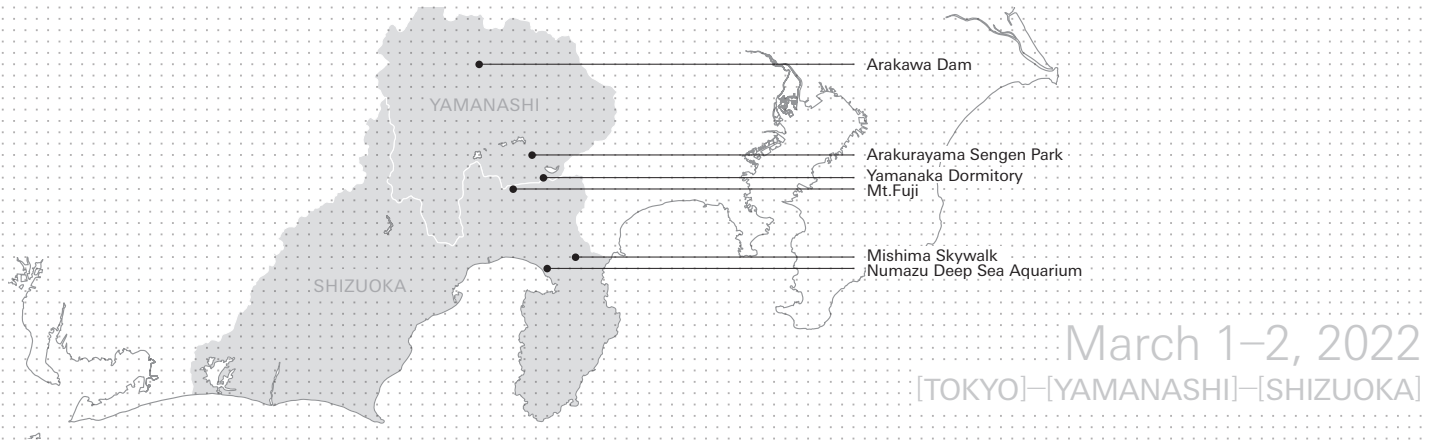 Arakawa Dam
YAMANASHI
Arakurayama Sengen Park
Yamanaka Dormitory
Mt.Fuji
Mishima Skywalk
Numazu Deep Sea Aquarium
SHIZUOKA
March 1–2, 2022
[TOKYO]–[YAMANASHI]–[SHIZUOKA]